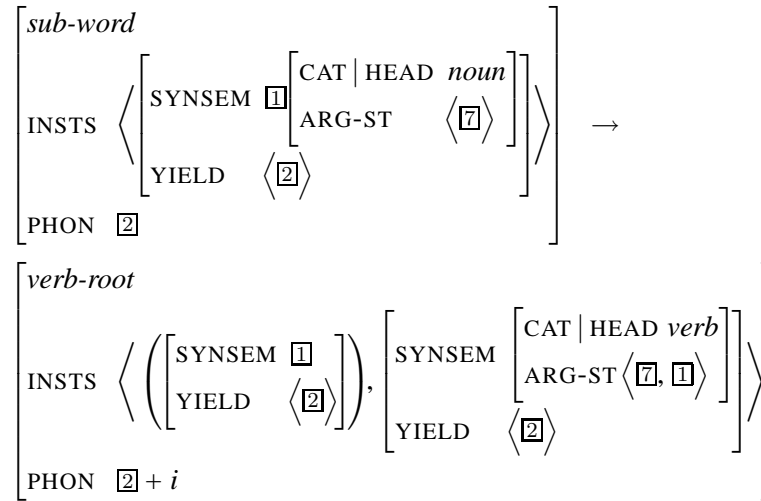 sub-word
INSTS ⟨ [SYNSEM [1] [CAT | HEAD noun
ARG-ST ⟨[7]⟩]
YIELD ⟨[2]⟩] ⟩ →
PHON [2]
verb-root
INSTS ⟨ ([SYNSEM [1]
YIELD ⟨[2]⟩]), [SYNSEM [CAT | HEAD verb
ARG-ST ⟨[7], [1]⟩]
YIELD ⟨[2]⟩] ⟩
PHON [2] + i